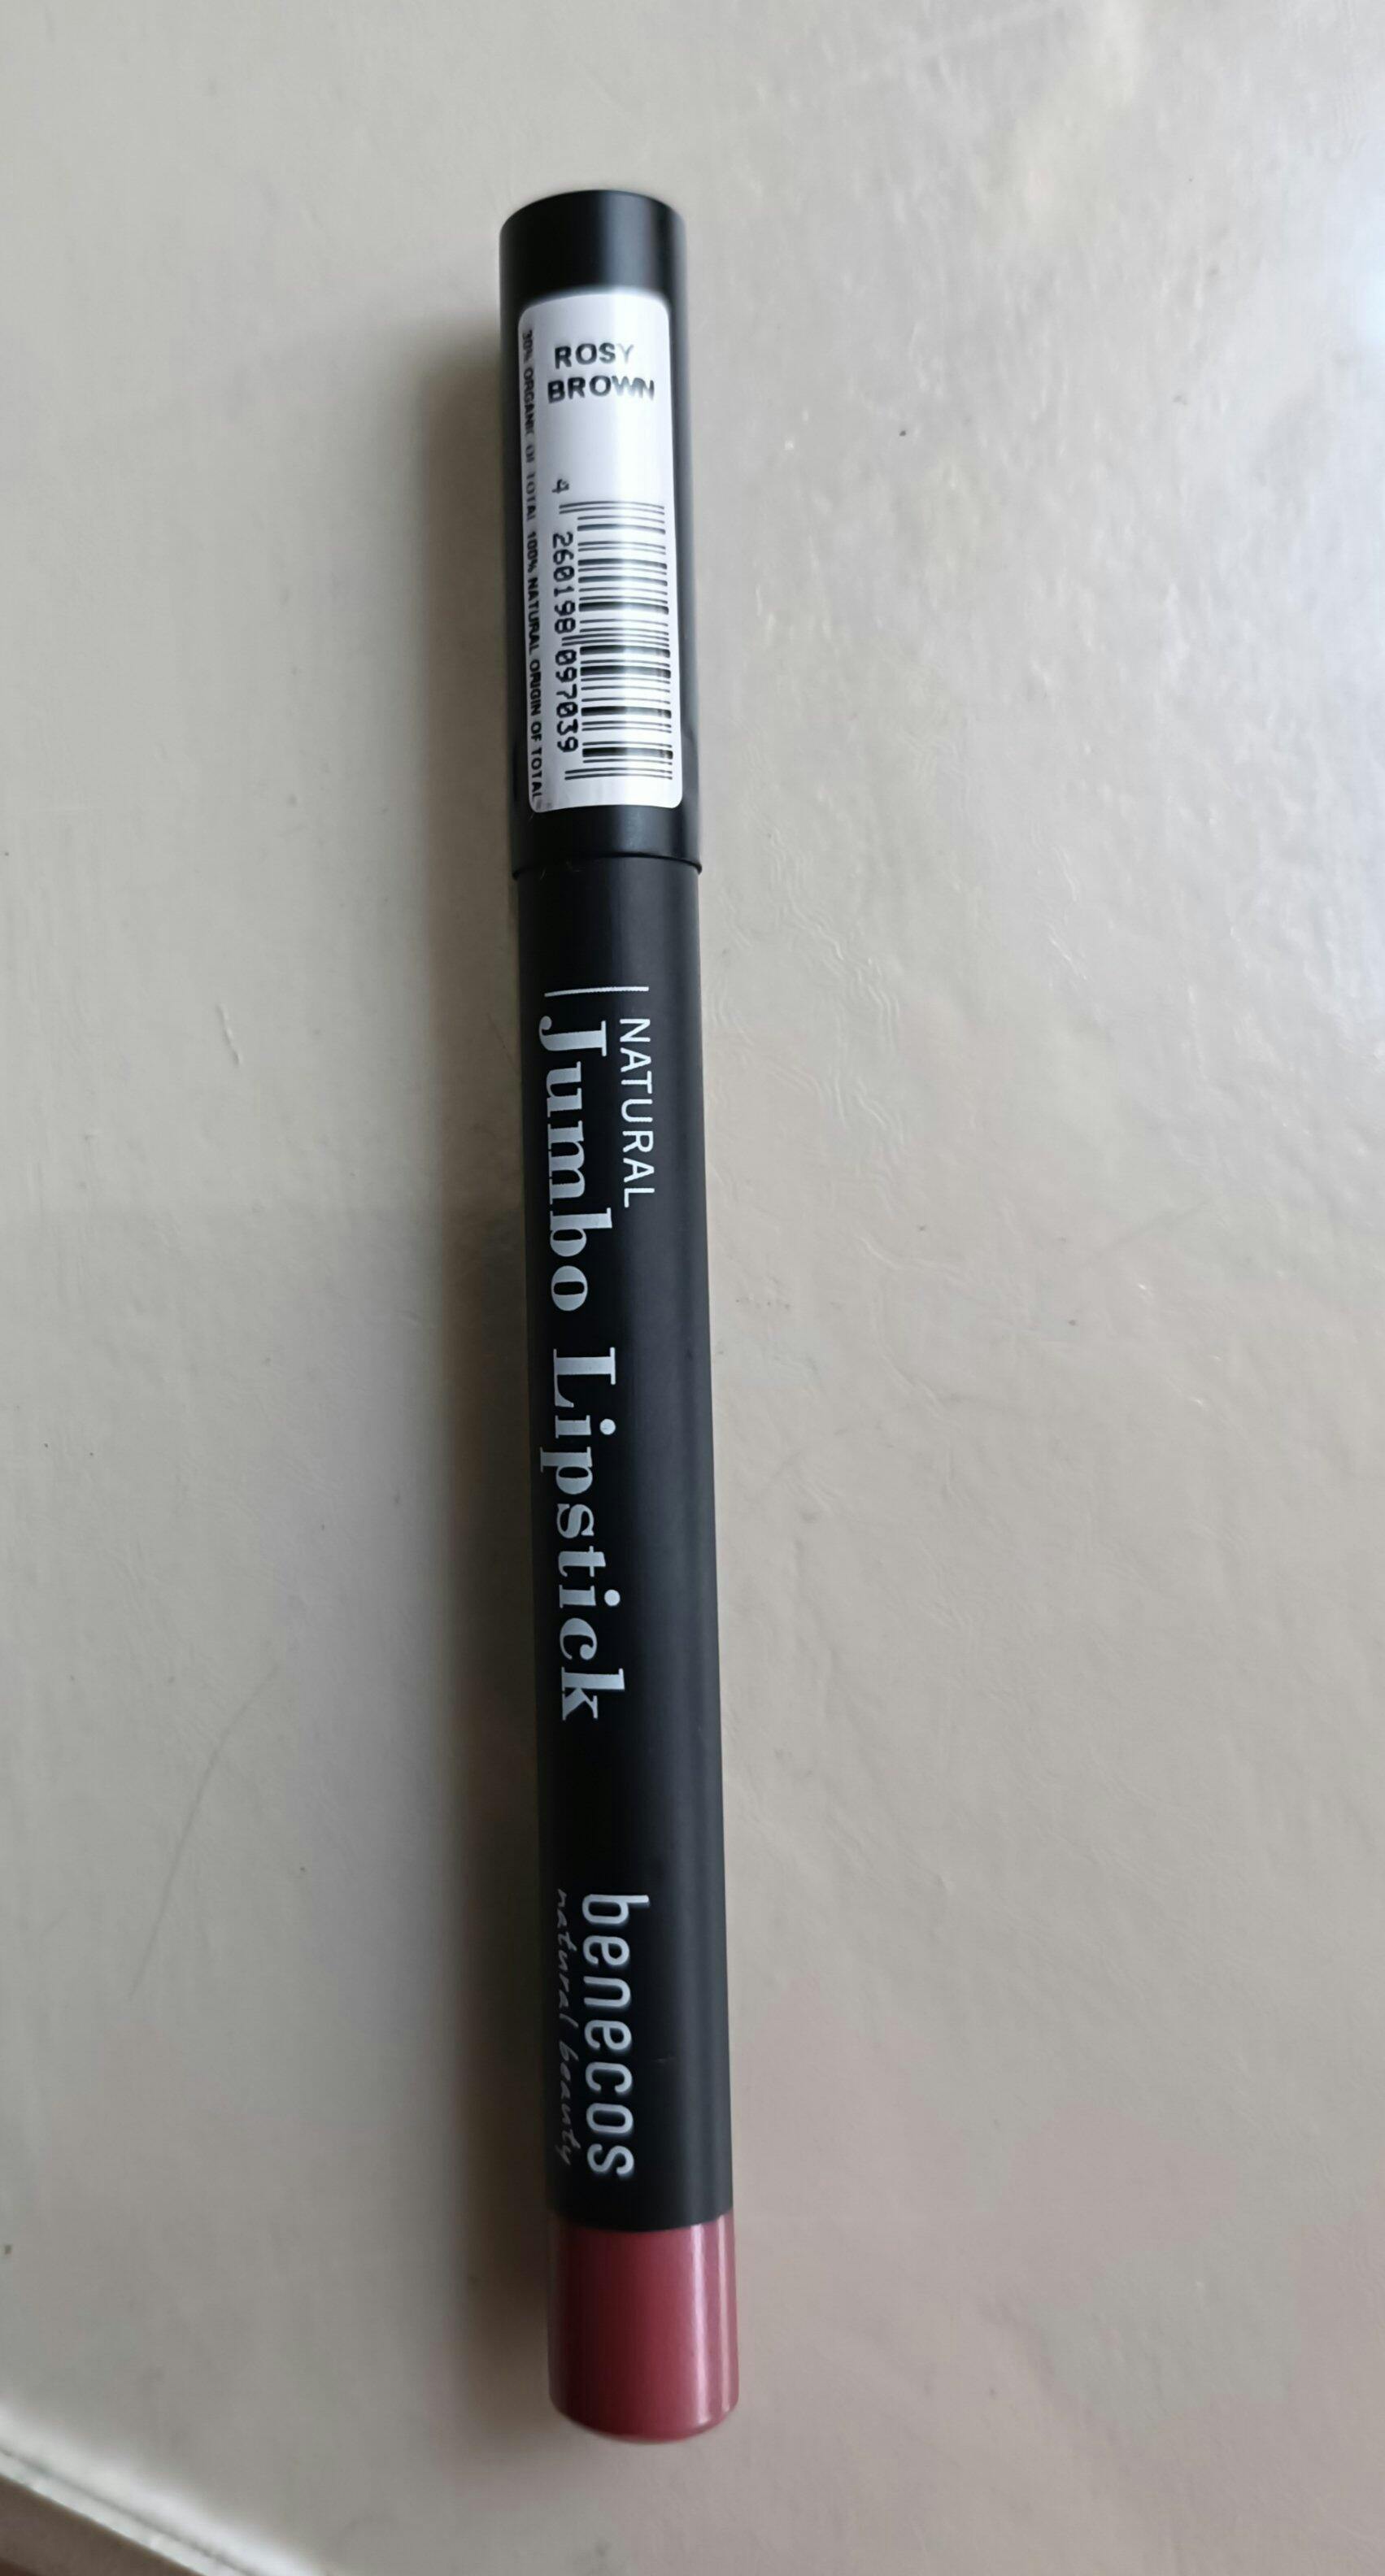 ROSY
BROWN
4 260198 097039
30% ORGANIC OF TOTAL 100% NATURAL ORIGIN OF TOTAL
NATURAL
Jumbo Lipstick
benecos
natural beauty